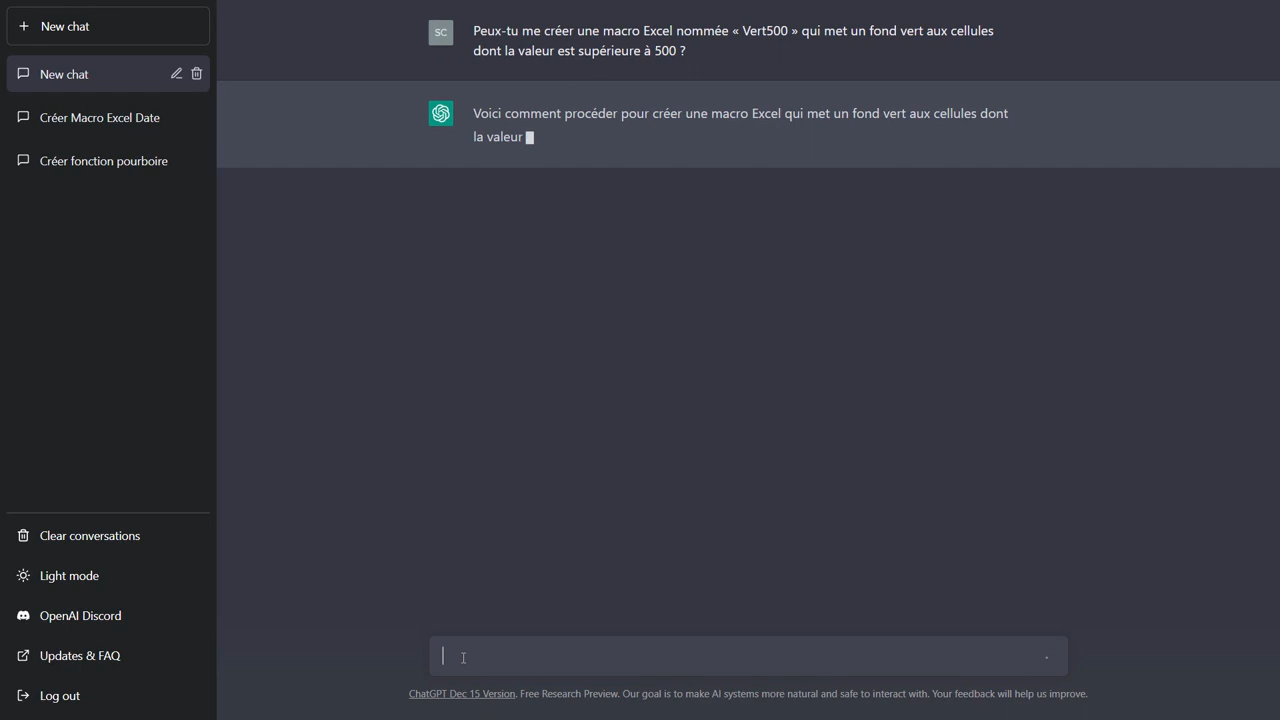 New chat
New chat
Créer Macro Excel Date
Créer fonction pourboire
Clear conversations
Light mode
OpenAI Discord
Updates & FAQ
Log out
SC
Peux-tu me créer une macro Excel nommée « Vert500 » qui met un fond vert aux cellules
dont la valeur est supérieure à 500 ?
Voici comment procéder pour créer une macro Excel qui met un fond vert aux cellules dont
la valeur
ChatGPT Dec 15 Version. Free Research Preview. Our goal is to make AI systems more natural and safe to interact with. Your feedback will help us improve.